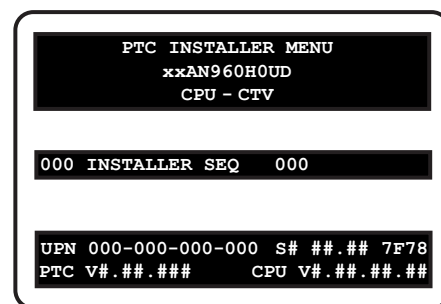 PTC INSTALLER MENU
xxAN960H0UD
CPU – CTV
000 INSTALLER SEQ 000
UPN 000-000-000-000 S# ##.## 7F78
PTC V#.##.### CPU V#.##.##.##